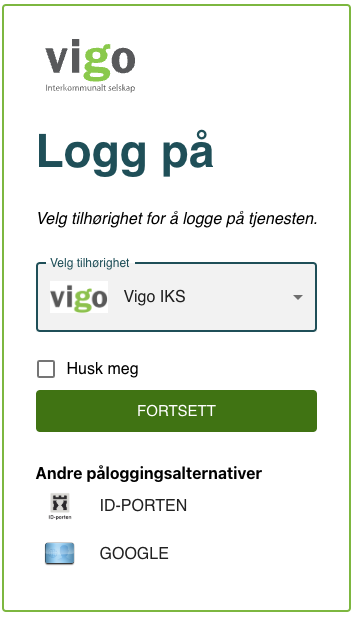 vigo
Interkommunalt selskap
Logg på
Velg tilhørighet for å logge på tjenesten.
Velg tilhørighet
vigo Vigo IKS
Husk meg
FORTSETT
Andre påloggingsalternativer
ID-porten ID-PORTEN
GOOGLE